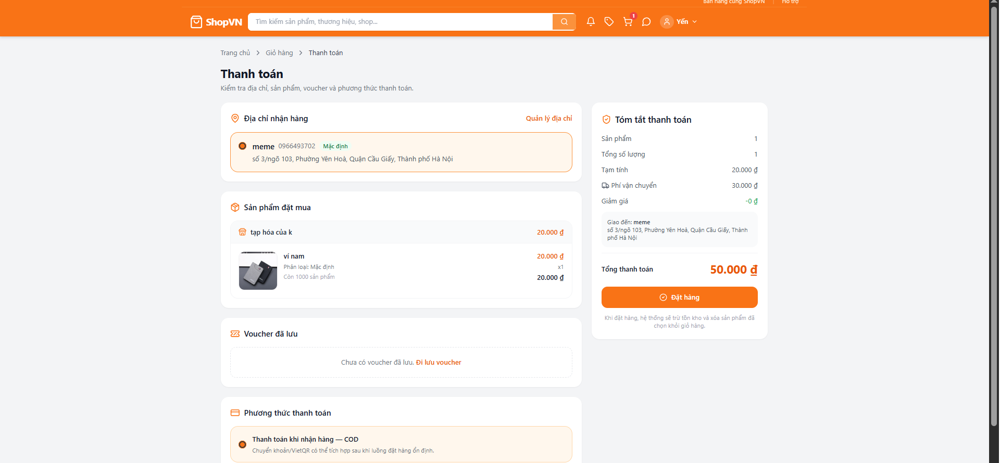 Bán hàng cùng ShopVN
Hỗ trợ
ShopVN
Tìm kiếm sản phẩm, thương hiệu, shop...
1
Yến
Trang chủ
Giỏ hàng
Thanh toán
Thanh toán
Kiểm tra địa chỉ, sản phẩm, voucher và phương thức thanh toán.
Địa chỉ nhận hàng
Quản lý địa chỉ
meme 0966493702 Mặc định
số 3/ngõ 103, Phường Yên Hoà, Quận Cầu Giấy, Thành phố Hà Nội
Sản phẩm đặt mua
tạp hóa của k
20.000 ₫
ví nam
20.000 ₫
Phân loại: Mặc định
x1
Còn 1000 sản phẩm
20.000 ₫
Voucher đã lưu
Chưa có voucher đã lưu. Đi lưu voucher
Phương thức thanh toán
Thanh toán khi nhận hàng — COD
Chuyển khoản/VietQR có thể tích hợp sau khi luồng đặt hàng ổn định.
Tóm tắt thanh toán
Sản phẩm 1
Tổng số lượng 1
Tạm tính 20.000 ₫
Phí vận chuyển 30.000 ₫
Giảm giá -0 ₫
Giao đến: meme
số 3/ngõ 103, Phường Yên Hoà, Quận Cầu Giấy, Thành
phố Hà Nội
Tổng thanh toán 50.000 ₫
Đặt hàng
Khi đặt hàng, hệ thống sẽ trừ tồn kho và xóa sản phẩm đã
chọn khỏi giỏ hàng.